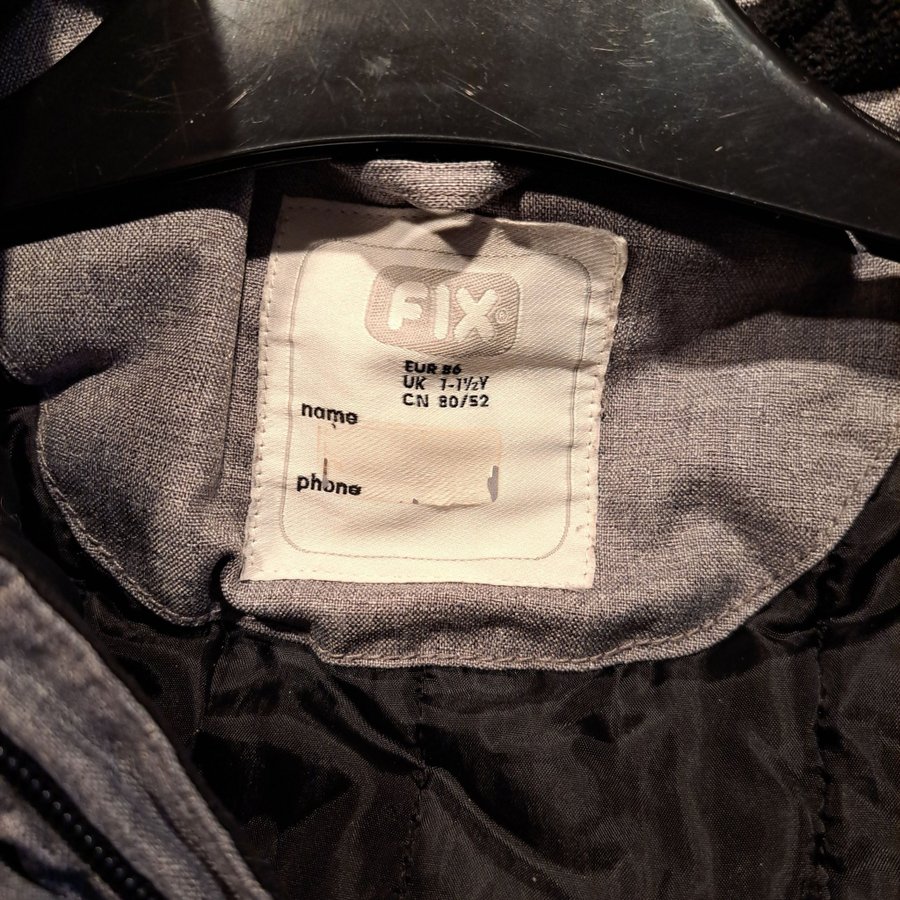 FIX®
EUR 86
UK 1-1½Y
CN 80/52
name
phone